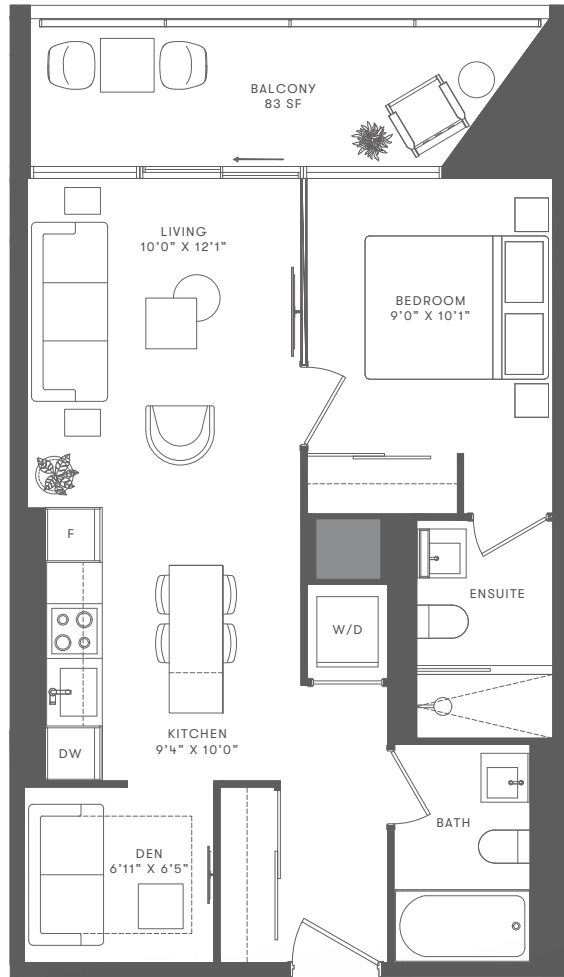 BALCONY
83 SF
LIVING
10'0" X 12'1"
BEDROOM
9'0" X 10'1"
F
ENSUITE
W/D
KITCHEN
9'4" X 10'0"
DW
BATH
DEN
6'11" X 6'5"